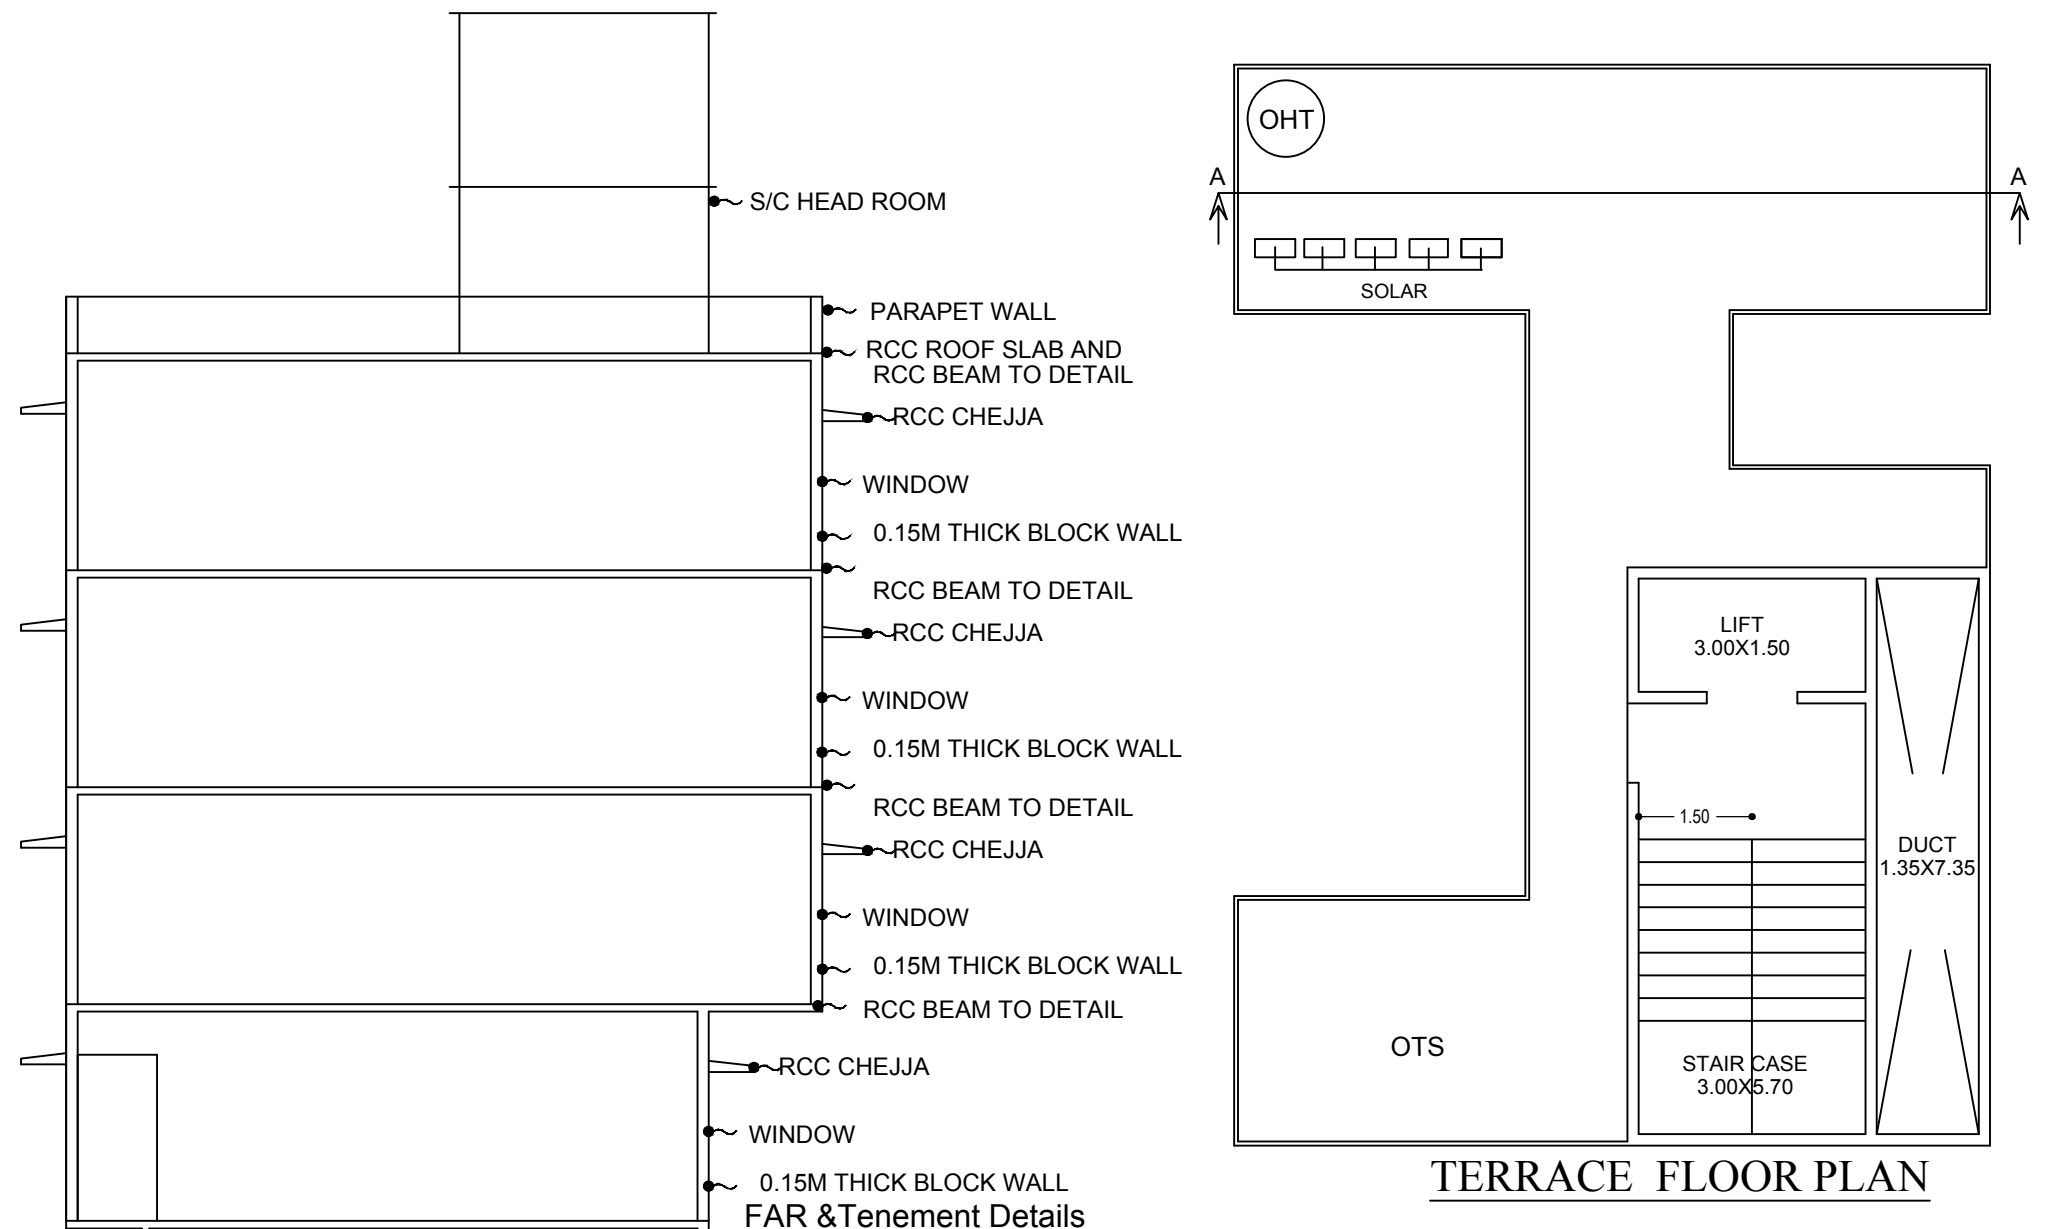 S/C HEAD ROOM
PARAPET WALL
RCC ROOF SLAB AND
RCC BEAM TO DETAIL
RCC CHEJJA
WINDOW
0.15M THICK BLOCK WALL
RCC BEAM TO DETAIL
RCC CHEJJA
WINDOW
0.15M THICK BLOCK WALL
RCC BEAM TO DETAIL
RCC CHEJJA
WINDOW
0.15M THICK BLOCK WALL
RCC BEAM TO DETAIL
RCC CHEJJA
WINDOW
0.15M THICK BLOCK WALL
FAR &Tenement Details
OHT
A
A
SOLAR
LIFT
3.00X1.50
1.50
DUCT
1.35X7.35
OTS
STAIR CASE
3.00X5.70
TERRACE FLOOR PLAN